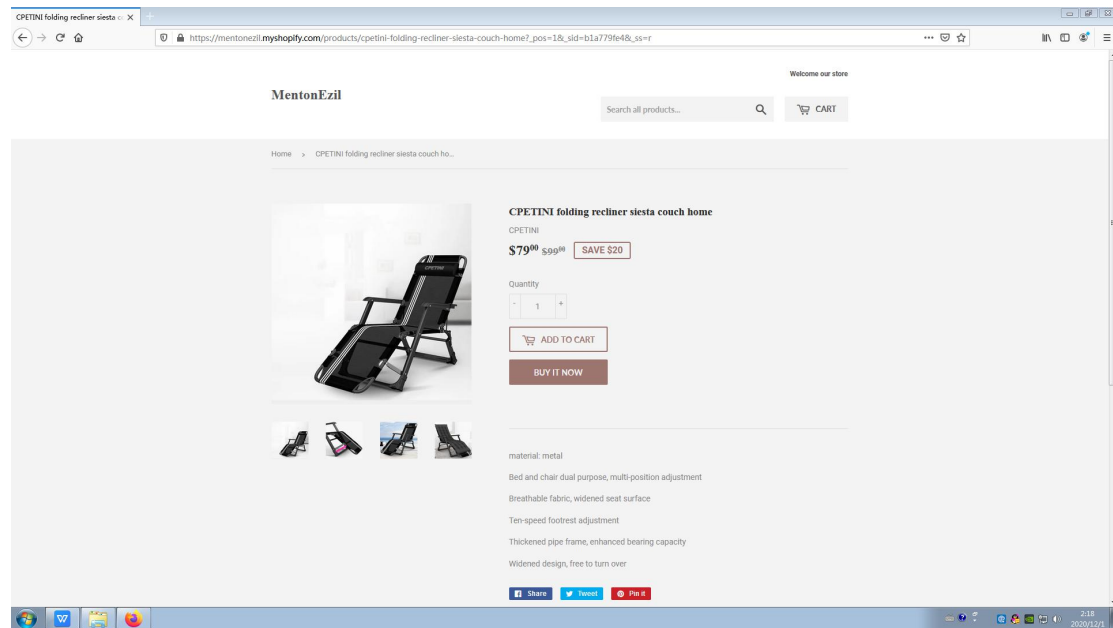 CPETINI folding recliner siesta co
https://mentonezil.myshopify.com/products/cpetini-folding-recliner-siesta-couch-home?_pos=1&_sid=b1a779fe4&_ss=r
Welcome our store
MentonEzil
Search all products...
CART
Home > CPETINI folding recliner siesta couch ho...
CPETINI folding recliner siesta couch home
CPETINI
$79.00 $99.00 SAVE $20
Quantity
- 1 +
ADD TO CART
BUY IT NOW
CPETINI
material: metal
Bed and chair dual purpose, multi-position adjustment
Breathable fabric, widened seat surface
Ten-speed footrest adjustment
Thickened pipe frame, enhanced bearing capacity
Widened design, free to turn over
Share Tweet Pin it
2:18
2020/12/1